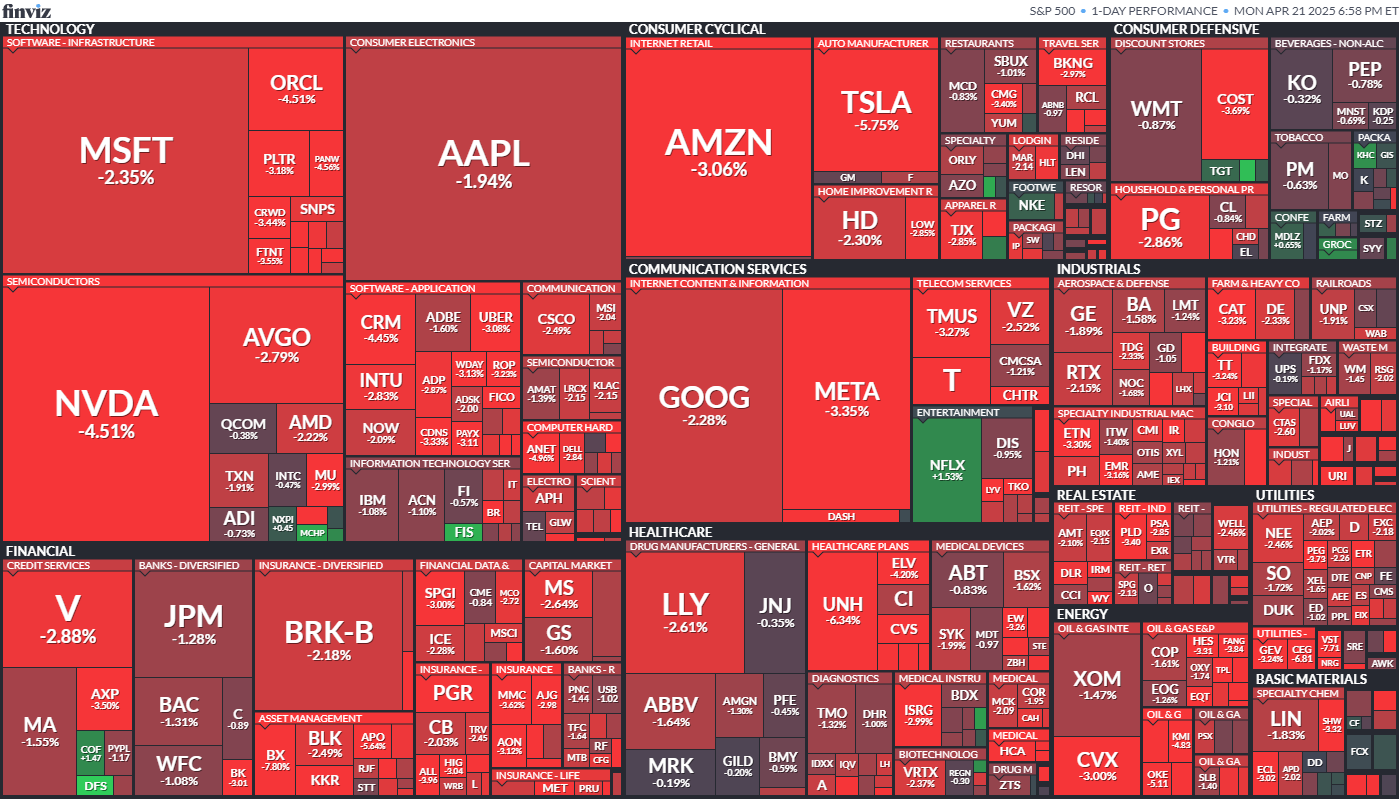 finviz
S&P 500 • 1-DAY PERFORMANCE • MON APR 21 2025 6:58 PM ET
TECHNOLOGY
SOFTWARE - INFRASTRUCTURE
MSFT
-2.35%
ORCL
-4.51%
PLTR
-3.18%
PANW
-4.56%
CRWD
-3.44%
SNPS
FTNT
-3.55%
CONSUMER ELECTRONICS
AAPL
-1.94%
SEMICONDUCTORS
NVDA
-4.51%
AVGO
-2.79%
QCOM
-0.38%
AMD
-2.22%
TXN
-1.91%
INTC
-0.47%
MU
-2.99%
ADI
-0.73%
NXPI
+0.45
MCHP
SOFTWARE - APPLICATION
CRM
-4.45%
ADBE
-1.60%
UBER
-3.08%
INTU
-2.83%
ADP
-2.87%
WDAY
-3.13%
ROP
-3.23%
ADSK
-2.00
FICO
NOW
-2.09%
CDNS
-3.33%
PAYX
-3.11
COMMUNICATION
CSCO
-2.49%
MSI
-2.04
SEMICONDUCTOR
AMAT
-1.39%
LRCX
-2.15
KLAC
-2.15
COMPUTER HARD
ANET
-4.96%
DELL
-2.84
INFORMATION TECHNOLOGY SER
IBM
-1.08%
ACN
-1.10%
FI
-0.57%
IT
BR
FIS
ELECTRO
APH
TEL
GLW
SCIENT
CONSUMER CYCLICAL
INTERNET RETAIL
AMZN
-3.06%
AUTO MANUFACTURER
TSLA
-5.75%
GM
F
HOME IMPROVEMENT R
HD
-2.30%
LOW
-2.85%
RESTAURANTS
MCD
-0.83%
SBUX
-1.01%
CMG
-3.40%
YUM
TRAVEL SER
BKNG
-2.97%
ABNB
-0.97
RCL
SPECIALTY
ORLY
AZO
LODGIN
MAR
-2.14
HLT
RESIDE
DHI
LEN
APPAREL R
TJX
-2.85%
FOOTWE
NKE
RESOR
PACKAGI
IP
SW
CONSUMER DEFENSIVE
DISCOUNT STORES
WMT
-0.87%
COST
-3.69%
TGT
BEVERAGES - NON-ALC
KO
-0.32%
PEP
-0.78%
MNST
-0.69%
KDP
-0.25
HOUSEHOLD & PERSONAL PR
PG
-2.86%
CL
-0.84%
CHD
EL
TOBACCO
PM
-0.63%
MO
PACKA
KHC
GIS
K
CONFE
MDLZ
+0.65%
FARM
GROC
STZ
SYY
COMMUNICATION SERVICES
INTERNET CONTENT & INFORMATION
GOOG
-2.28%
META
-3.35%
DASH
TELECOM SERVICES
TMUS
-3.27%
VZ
-2.52%
T
CMCSA
-1.21%
CHTR
ENTERTAINMENT
NFLX
+1.53%
DIS
-0.95%
LYV
TKO
INDUSTRIALS
AEROSPACE & DEFENSE
GE
-1.89%
BA
-1.58%
LMT
-1.24%
RTX
-2.15%
TDG
-2.33%
GD
-1.05
NOC
-1.68%
LHX
FARM & HEAVY CO
CAT
-3.23%
DE
-2.33%
RAILROADS
UNP
-1.91%
CSX
WAB
BUILDING
TT
-3.24%
JCI
-3.10
LII
INTEGRATE
UPS
-0.19%
FDX
-1.17%
WASTE M
WM
-1.45
RSG
-2.02
SPECIALTY INDUSTRIAL MAC
ETN
-3.30%
ITW
-1.40%
CMI
IR
OTIS
XYL
PH
EMR
-3.16%
AME
IEX
CONGLO
HON
-1.21%
SPECIAL
CTAS
-2.60
AIRLI
UAL
LUV
INDUST
J
URI
HEALTHCARE
DRUG MANUFACTURERS - GENERAL
LLY
-2.61%
JNJ
-0.35%
ABBV
-1.64%
AMGN
-1.30%
PFE
-0.45%
MRK
-0.19%
GILD
-0.20%
BMY
-0.59%
HEALTHCARE PLANS
UNH
-6.34%
ELV
-4.20%
CI
CVS
MEDICAL DEVICES
ABT
-0.83%
BSX
-1.62%
SYK
-1.99%
MDT
-0.97
EW
-3.26
STE
ZBH
DIAGNOSTICS
TMO
-1.32%
DHR
-1.00%
IDXX
IQV
LH
A
MEDICAL INSTRU
ISRG
-2.99%
BDX
MEDICAL
MCK
-2.09
COR
-1.95
CAH
MEDICAL
HCA
BIOTECHNOLOG
VRTX
-2.37%
REGN
-0.30
DRUG M
ZTS
FINANCIAL
CREDIT SERVICES
V
-2.88%
MA
-1.55%
AXP
-3.50%
COF
+1.47
PYPL
-1.17
DFS
BANKS - DIVERSIFIED
JPM
-1.28%
BAC
-1.31%
C
-0.89
WFC
-1.08%
BK
-3.01
INSURANCE - DIVERSIFIED
BRK-B
-2.18%
ASSET MANAGEMENT
BX
-7.80%
BLK
-2.49%
APO
-5.64%
KKR
RJF
STT
FINANCIAL DATA &
SPGI
-3.00%
CME
-0.84
MCO
-2.72
ICE
-2.28%
MSCI
CAPITAL MARKET
MS
-2.64%
GS
-1.60%
INSURANCE -
PGR
CB
-2.03%
TRV
-2.45
ALL
-3.96
HIG
-3.04
WRB
L
INSURANCE
MMC
-3.62%
AJG
-2.98
AON
-3.12%
BANKS - R
PNC
-1.44
USB
-1.02
TFC
-1.64
RF
MTB
CFG
INSURANCE - LIFE
MET
PRU
REAL ESTATE
REIT - SPE
AMT
-2.10%
EQIX
-2.15
DLR
IRM
CCI
WY
REIT - IND
PLD
-3.40
PSA
-2.85
EXR
REIT -
WELL
-2.46%
VTR
REIT - RET
SPG
-2.13
O
UTILITIES
UTILITIES - REGULATED ELEC
NEE
-2.46%
AEP
-2.02%
D
EXC
-2.18
SO
-1.72%
PEG
-3.73
PCG
-2.26
ETR
XEL
-1.65
DTE
CNP
FE
DUK
AEE
ES
CMS
ED
-1.02
PPL
EIX
UTILITIES -
GEV
-3.24%
CEG
-6.81
VST
-7.71
NRG
SRE
AWK
ENERGY
OIL & GAS INTE
XOM
-1.47%
CVX
-3.00%
OIL & GAS E&P
COP
-1.61%
HES
-3.31
FANG
-3.84
EOG
-1.26%
OXY
-1.74
TPL
EQT
OIL & G
KMI
-4.83
OKE
-5.11
OIL & GA
PSX
OIL & GA
SLB
-1.40
BASIC MATERIALS
SPECIALTY CHEM
LIN
-1.83%
SHW
-3.32
ECL
-3.02
APD
-2.02
DD
CF
FCX